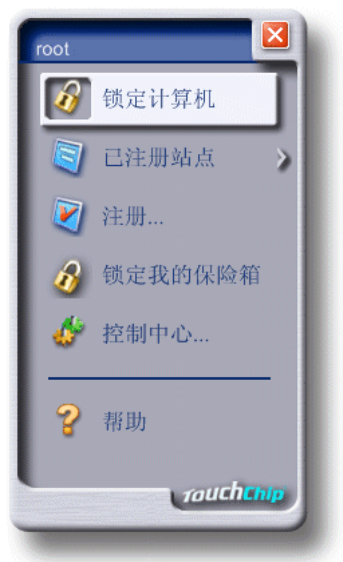 root
锁定计算机
已注册站点
注册...
锁定我的保险箱
控制中心...
帮助
TouchChip